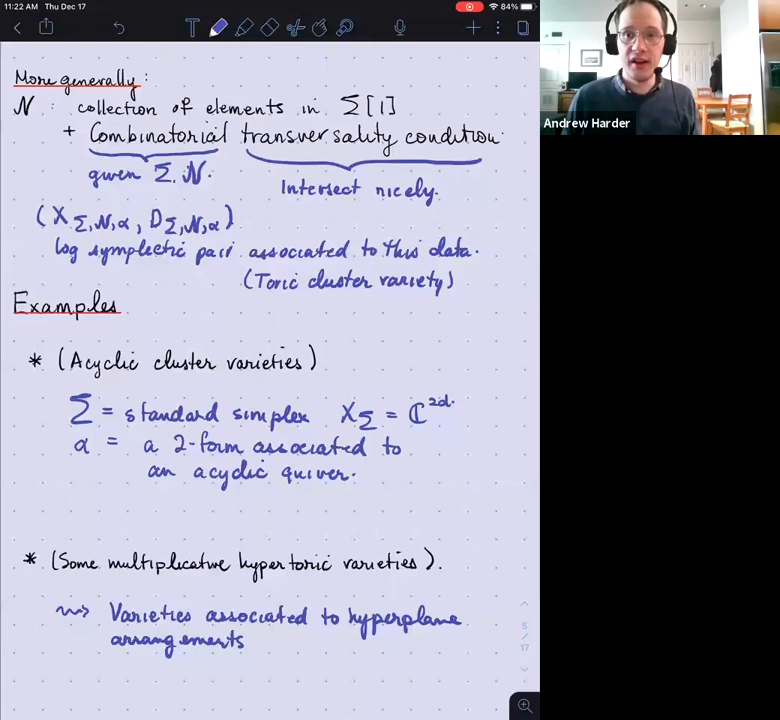 11:22 AM Thu Dec 17
84%
More generally:
N : collection of elements in Σ[1]
+ Combinatorial transversality condition
given Σ, N.
Intersect nicely.
(X_{Σ,N,α}, D_{Σ,N,α})
log symplectic pair associated to this data.
(Toric cluster variety)
Examples
* (Acyclic cluster varieties)
Σ = standard simplex X_Σ = ℂ^{2d}.
α = a 2-form associated to
an acyclic quiver.
* (Some multiplicative hypertoric varieties).
⇝ Varieties associated to hyperplane
arrangements
5
/
17
Andrew Harder